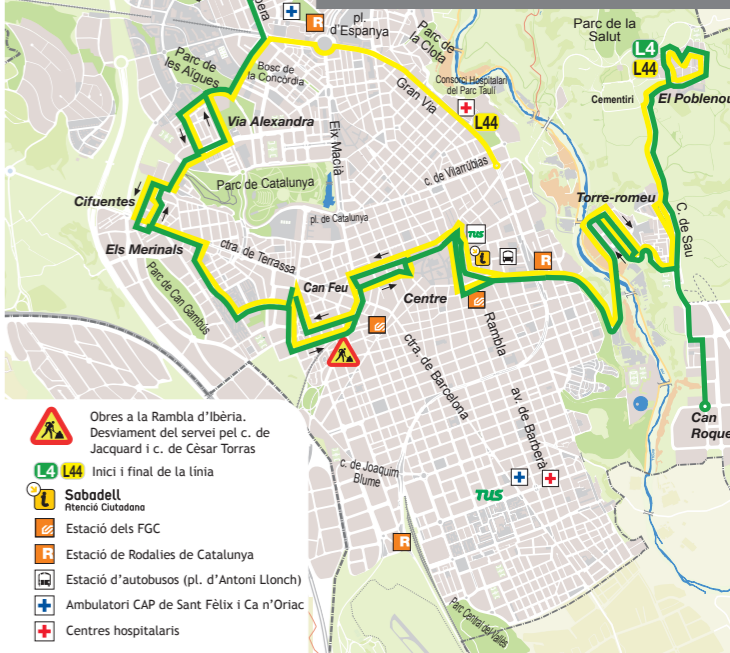 bera
pl.
d'Espanya
Parc de
la Clota
Parc de la
Salut
L4
L44
Cementiri
El Poblenou
Parc de
les Aigües
Bosc de
la Concòrdia
Gran Via
Consorci Hospitalari
del Parc Taulí
L44
Via Alexandra
Eix Macià
c. de Vilarrúbias
Parc de Catalunya
Cifuentes
pl. de Catalunya
Torre-romeu
C. de Sau
Els Merinals
ctra. de Terrassa
TUS
i
R
Parc de Can Gambús
Can Feu
Centre
Rambla
ctra. de Barcelona
av. de Barberà
Can
Roque
c. de Joaquim
Blume
TUS
R
Parc Central del Vallès
Obres a la Rambla d'Ibèria.
Desviament del servei pel c. de
Jacquard i c. de Cèsar Torras
L4 L44 Inici i final de la línia
i Sabadell
Atenció Ciutadana
Estació dels FGC
R Estació de Rodalies de Catalunya
Estació d'autobusos (pl. d'Antoni Llonch)
Ambulatori CAP de Sant Fèlix i Ca n'Oriac
Centres hospitalaris
R